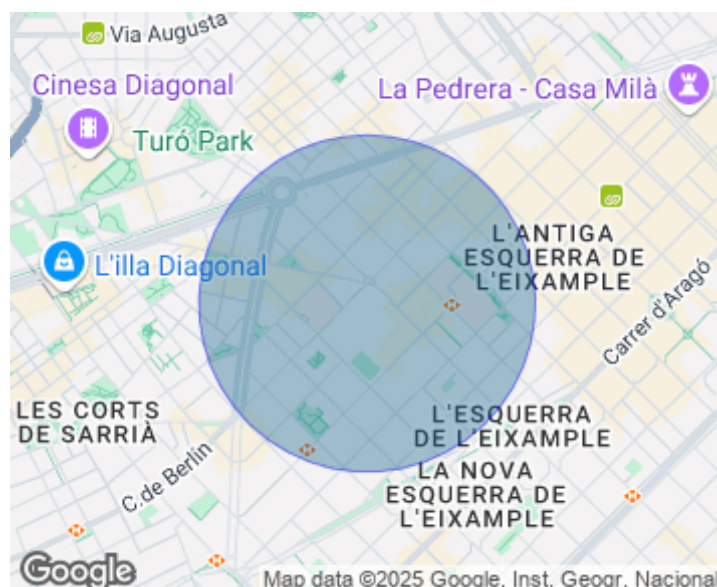 Via Augusta
Cinesa Diagonal
La Pedrera - Casa Milà
Turó Park
L'ANTIGA
ESQUERRA DE
L'EIXAMPLE
L'illa Diagonal
Carrer d'Aragó
LES CORTS
DE SARRIÀ
L'ESQUERRA
DE L'EIXAMPLE
C. de Berlín
LA NOVA
ESQUERRA DE
L'EIXAMPLE
Google
Map data ©2025 Google, Inst. Geogr. Nacional